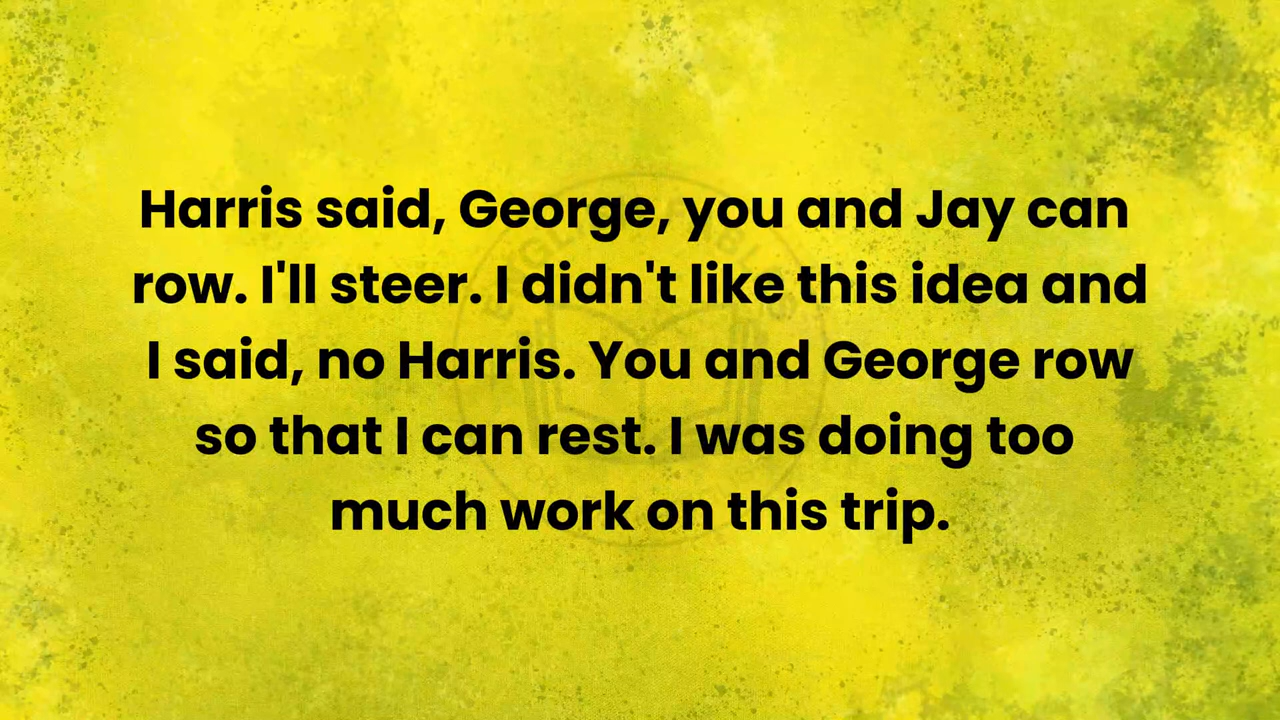 Harris said, George, you and Jay can
row. I'll steer. I didn't like this idea and
I said, no Harris. You and George row
so that I can rest. I was doing too
much work on this trip.